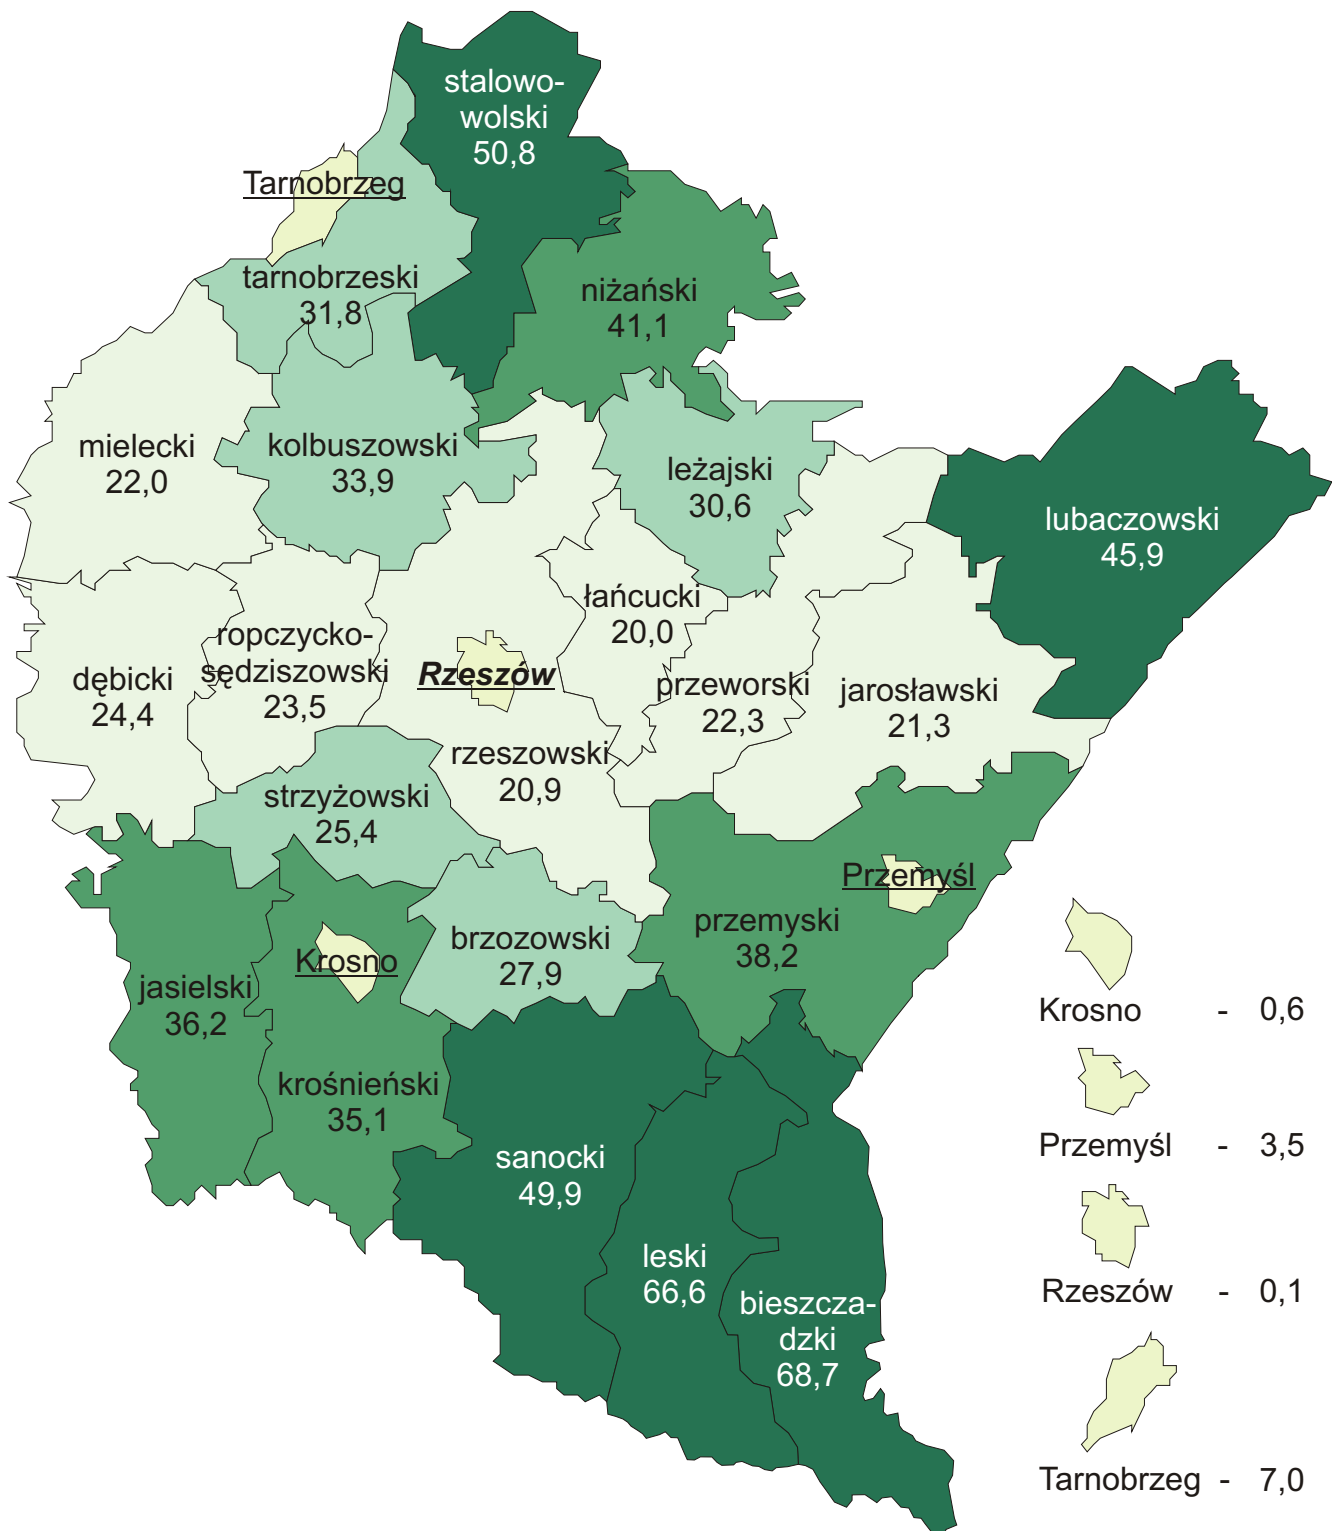 stalowo-
wolski
50,8
Tarnobrzeg
tarnobrzeski
31,8
niżański
41,1
mielecki
22,0
kolbuszowski
33,9
leżajski
30,6
lubaczowski
45,9
dębicki
24,4
ropczycko-
sędziszowski
23,5
Rzeszów
łańcucki
20,0
przeworski
22,3
jarosławski
21,3
rzeszowski
20,9
strzyżowski
25,4
Przemyśl
przemyski
38,2
brzozowski
27,9
Krosno
jasielski
36,2
krośnieński
35,1
sanocki
49,9
leski
66,6
bieszcza-
dzki
68,7
Krosno - 0,6
Przemyśl - 3,5
Rzeszów - 0,1
Tarnobrzeg - 7,0